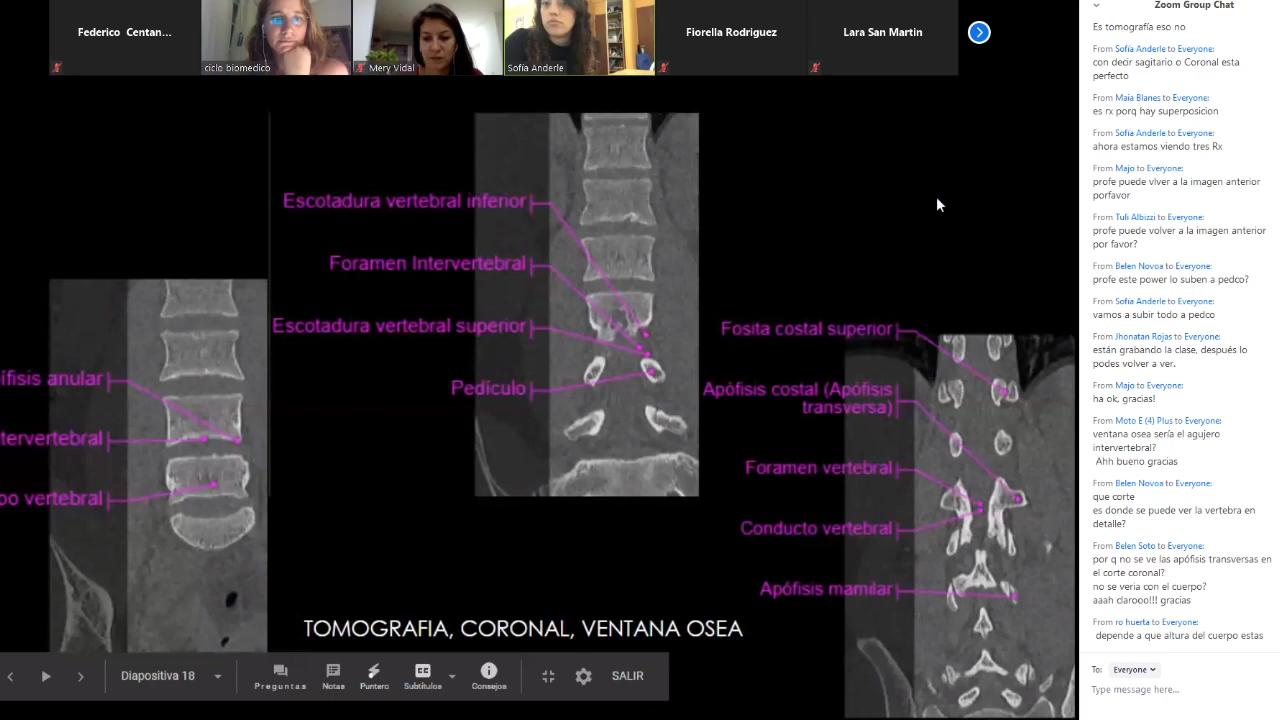 Federico Centan...
ciclo biomedico
Mery Vidal
Sofía Anderle
Fiorella Rodriguez
Lara San Martin
Escotadura vertebral inferior
Foramen Intervertebral
Escotadura vertebral superior
Pedículo
ífisis anular
tervertebral
po vertebral
Fosita costal superior
Apófisis costal (Apófisis
transversa)
Foramen vertebral
Conducto vertebral
Apófisis mamilar
TOMOGRAFIA, CORONAL, VENTANA OSEA
Diapositiva 18
Preguntas
Notas
Puntero
Subtítulos
Consejos
SALIR
Zoom Group Chat
Es tomografía eso no
From Sofía Anderle to Everyone:
con decir sagitario o Coronal esta
perfecto
From Maia Blanes to Everyone:
es rx porq hay superposicion
From Sofía Anderle to Everyone:
ahora estamos viendo tres Rx
From Majo to Everyone:
profe puede vlver a la imagen anterior
porfavor
From Tuli Albizzi to Everyone:
profe puede volver a la imagen anterior
por favor?
From Belen Novoa to Everyone:
profe este power lo suben a pedco?
From Sofía Anderle to Everyone:
vamos a subir todo a pedco
From Jhonatan Rojas to Everyone:
están grabando la clase, después lo
podes volver a ver.
From Majo to Everyone:
ha ok, gracias!
From Moto E (4) Plus to Everyone:
ventana osea sería el agujero
intervertebral?
Ahh bueno gracias
From Belen Novoa to Everyone:
que corte
es donde se puede ver la vertebra en
detalle?
From Belen Soto to Everyone:
por q no se ve las apófisis transversas en
el corte coronal?
no se veria con el cuerpo?
aaah darooo!!! gracias
From ro huerta to Everyone:
depende a que altura del cuerpo estas
To: Everyone
Type message here...